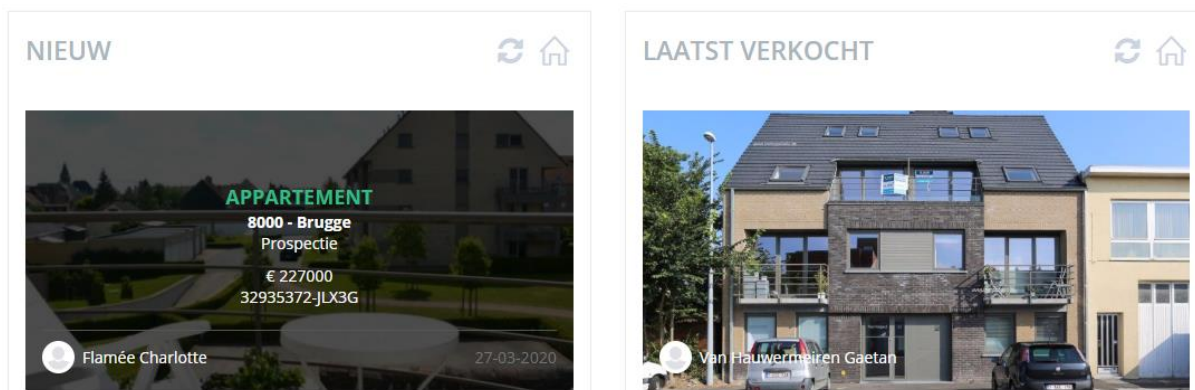 NIEUW
APPARTEMENT
8000 - Brugge
Prospectie
€ 227000
32935372-JLX3G
Flamée Charlotte
27-03-2020
LAATST VERKOCHT
Van Hauwermeiren Gaetan